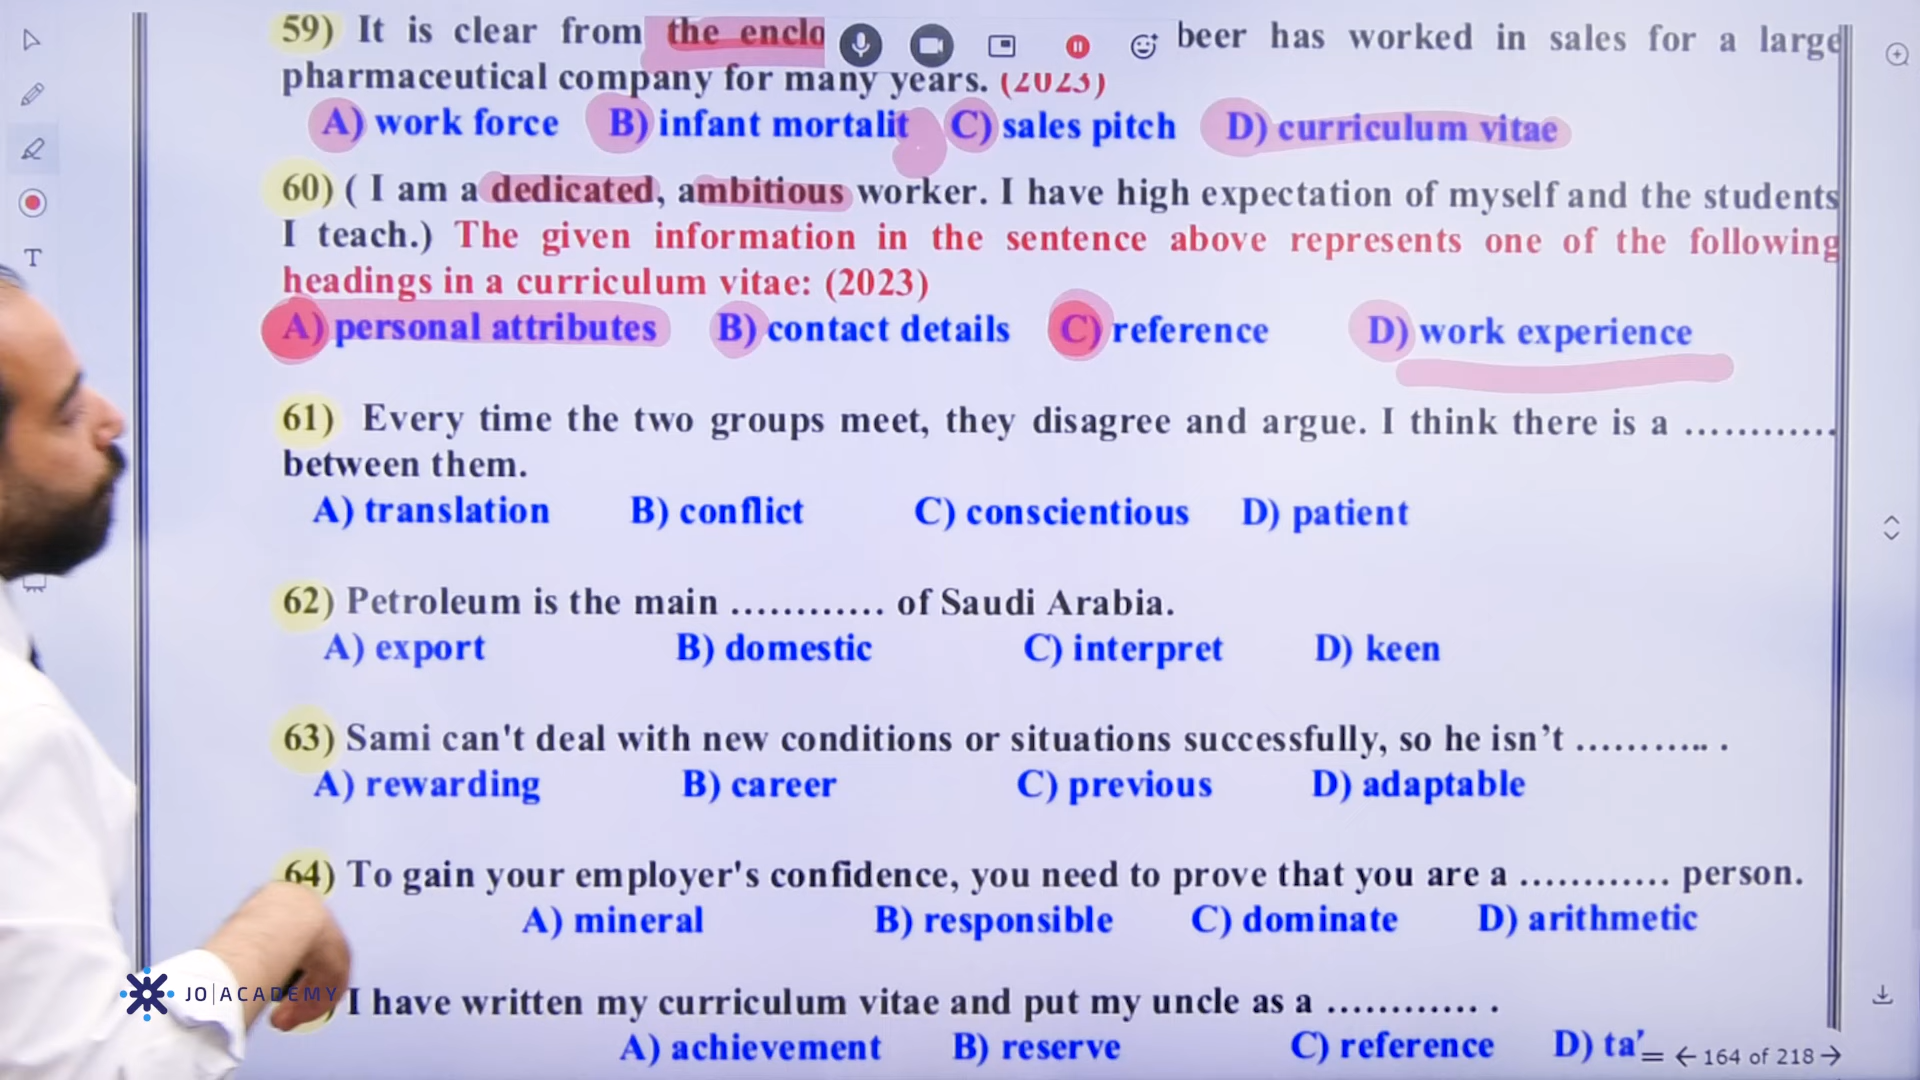 59) It is clear from the enclo beer has worked in sales for a large
pharmaceutical company for many years. (2023)
A) work force B) infant mortalit C) sales pitch D) curriculum vitae
60) ( I am a dedicated, ambitious worker. I have high expectation of myself and the students
I teach.) The given information in the sentence above represents one of the following
headings in a curriculum vitae: (2023)
A) personal attributes B) contact details C) reference D) work experience
61) Every time the two groups meet, they disagree and argue. I think there is a ............
between them.
A) translation B) conflict C) conscientious D) patient
62) Petroleum is the main ............ of Saudi Arabia.
A) export B) domestic C) interpret D) keen
63) Sami can't deal with new conditions or situations successfully, so he isn’t ........... .
A) rewarding B) career C) previous D) adaptable
64) To gain your employer's confidence, you need to prove that you are a ............ person.
A) mineral B) responsible C) dominate D) arithmetic
I have written my curriculum vitae and put my uncle as a ............ .
A) achievement B) reserve C) reference D)
T
JO|ACADEMY
164 of 218